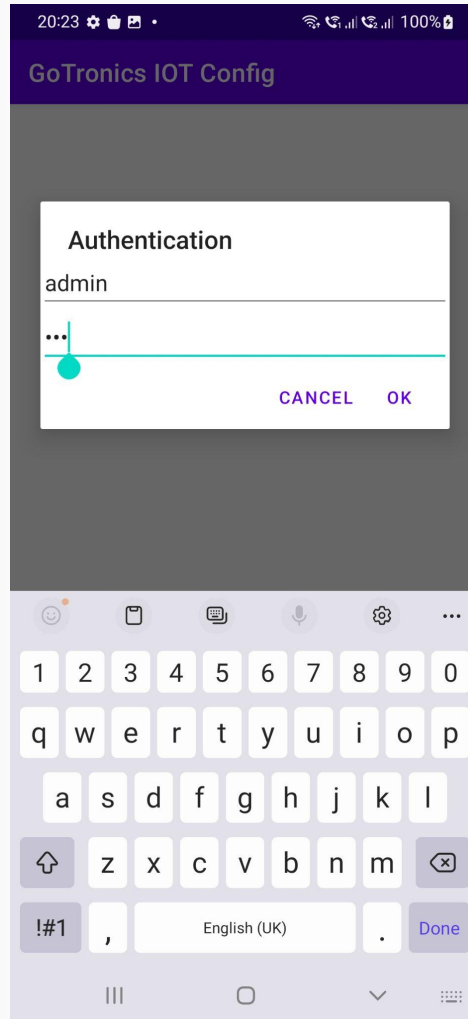 20:23 100%
GoTronics IOT Config
Authentication
admin
•••
CANCEL OK
1 2 3 4 5 6 7 8 9 0
q w e r t y u i o p
a s d f g h j k l
z x c v b n m
!#1 , English (UK) . Done